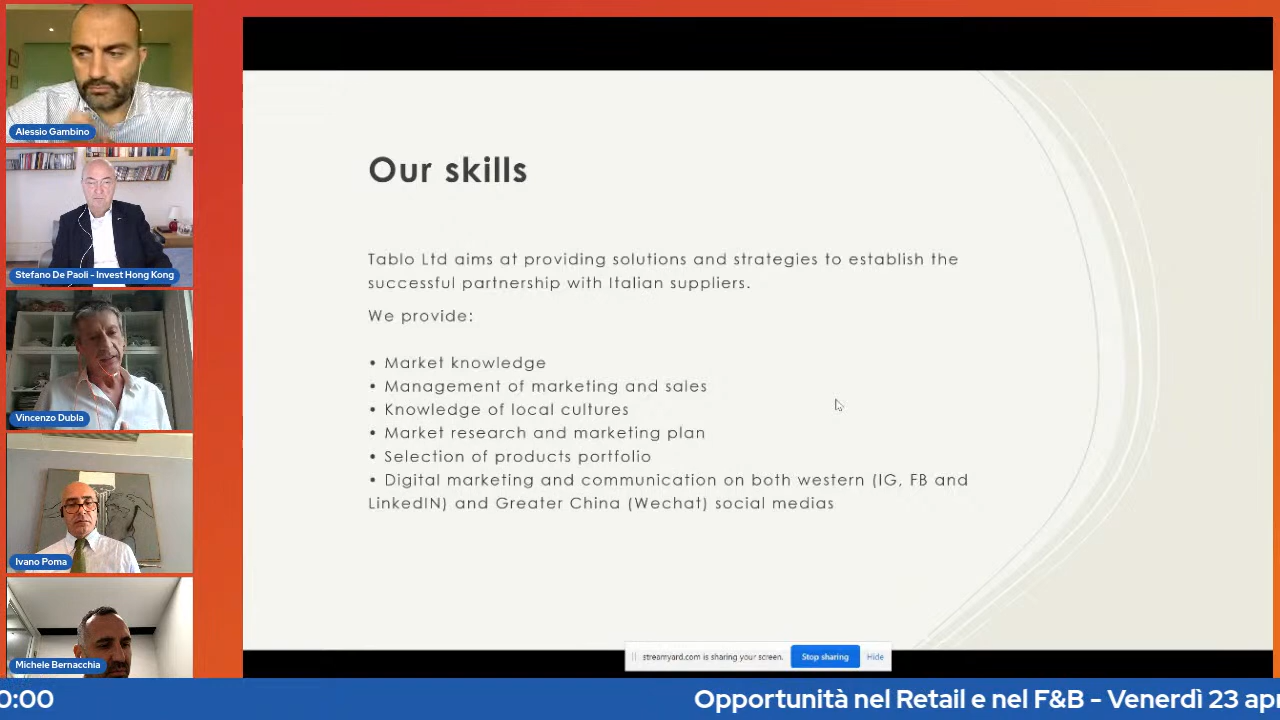 Alessio Gambino
Stefano De Paoli - Invest Hong Kong
Vincenzo Dubla
Ivano Poma
Michele Bernacchia
Our skills
Tablo Ltd aims at providing solutions and strategies to establish the
successful partnership with Italian suppliers.
We provide:
• Market knowledge
• Management of marketing and sales
• Knowledge of local cultures
• Market research and marketing plan
• Selection of products portfolio
• Digital marketing and communication on both western (IG, FB and
LinkedIN) and Greater China (Wechat) social medias
streamyard.com is sharing your screen. Stop sharing Hide
0:00 Opportunità nel Retail e nel F&B - Venerdì 23 apr